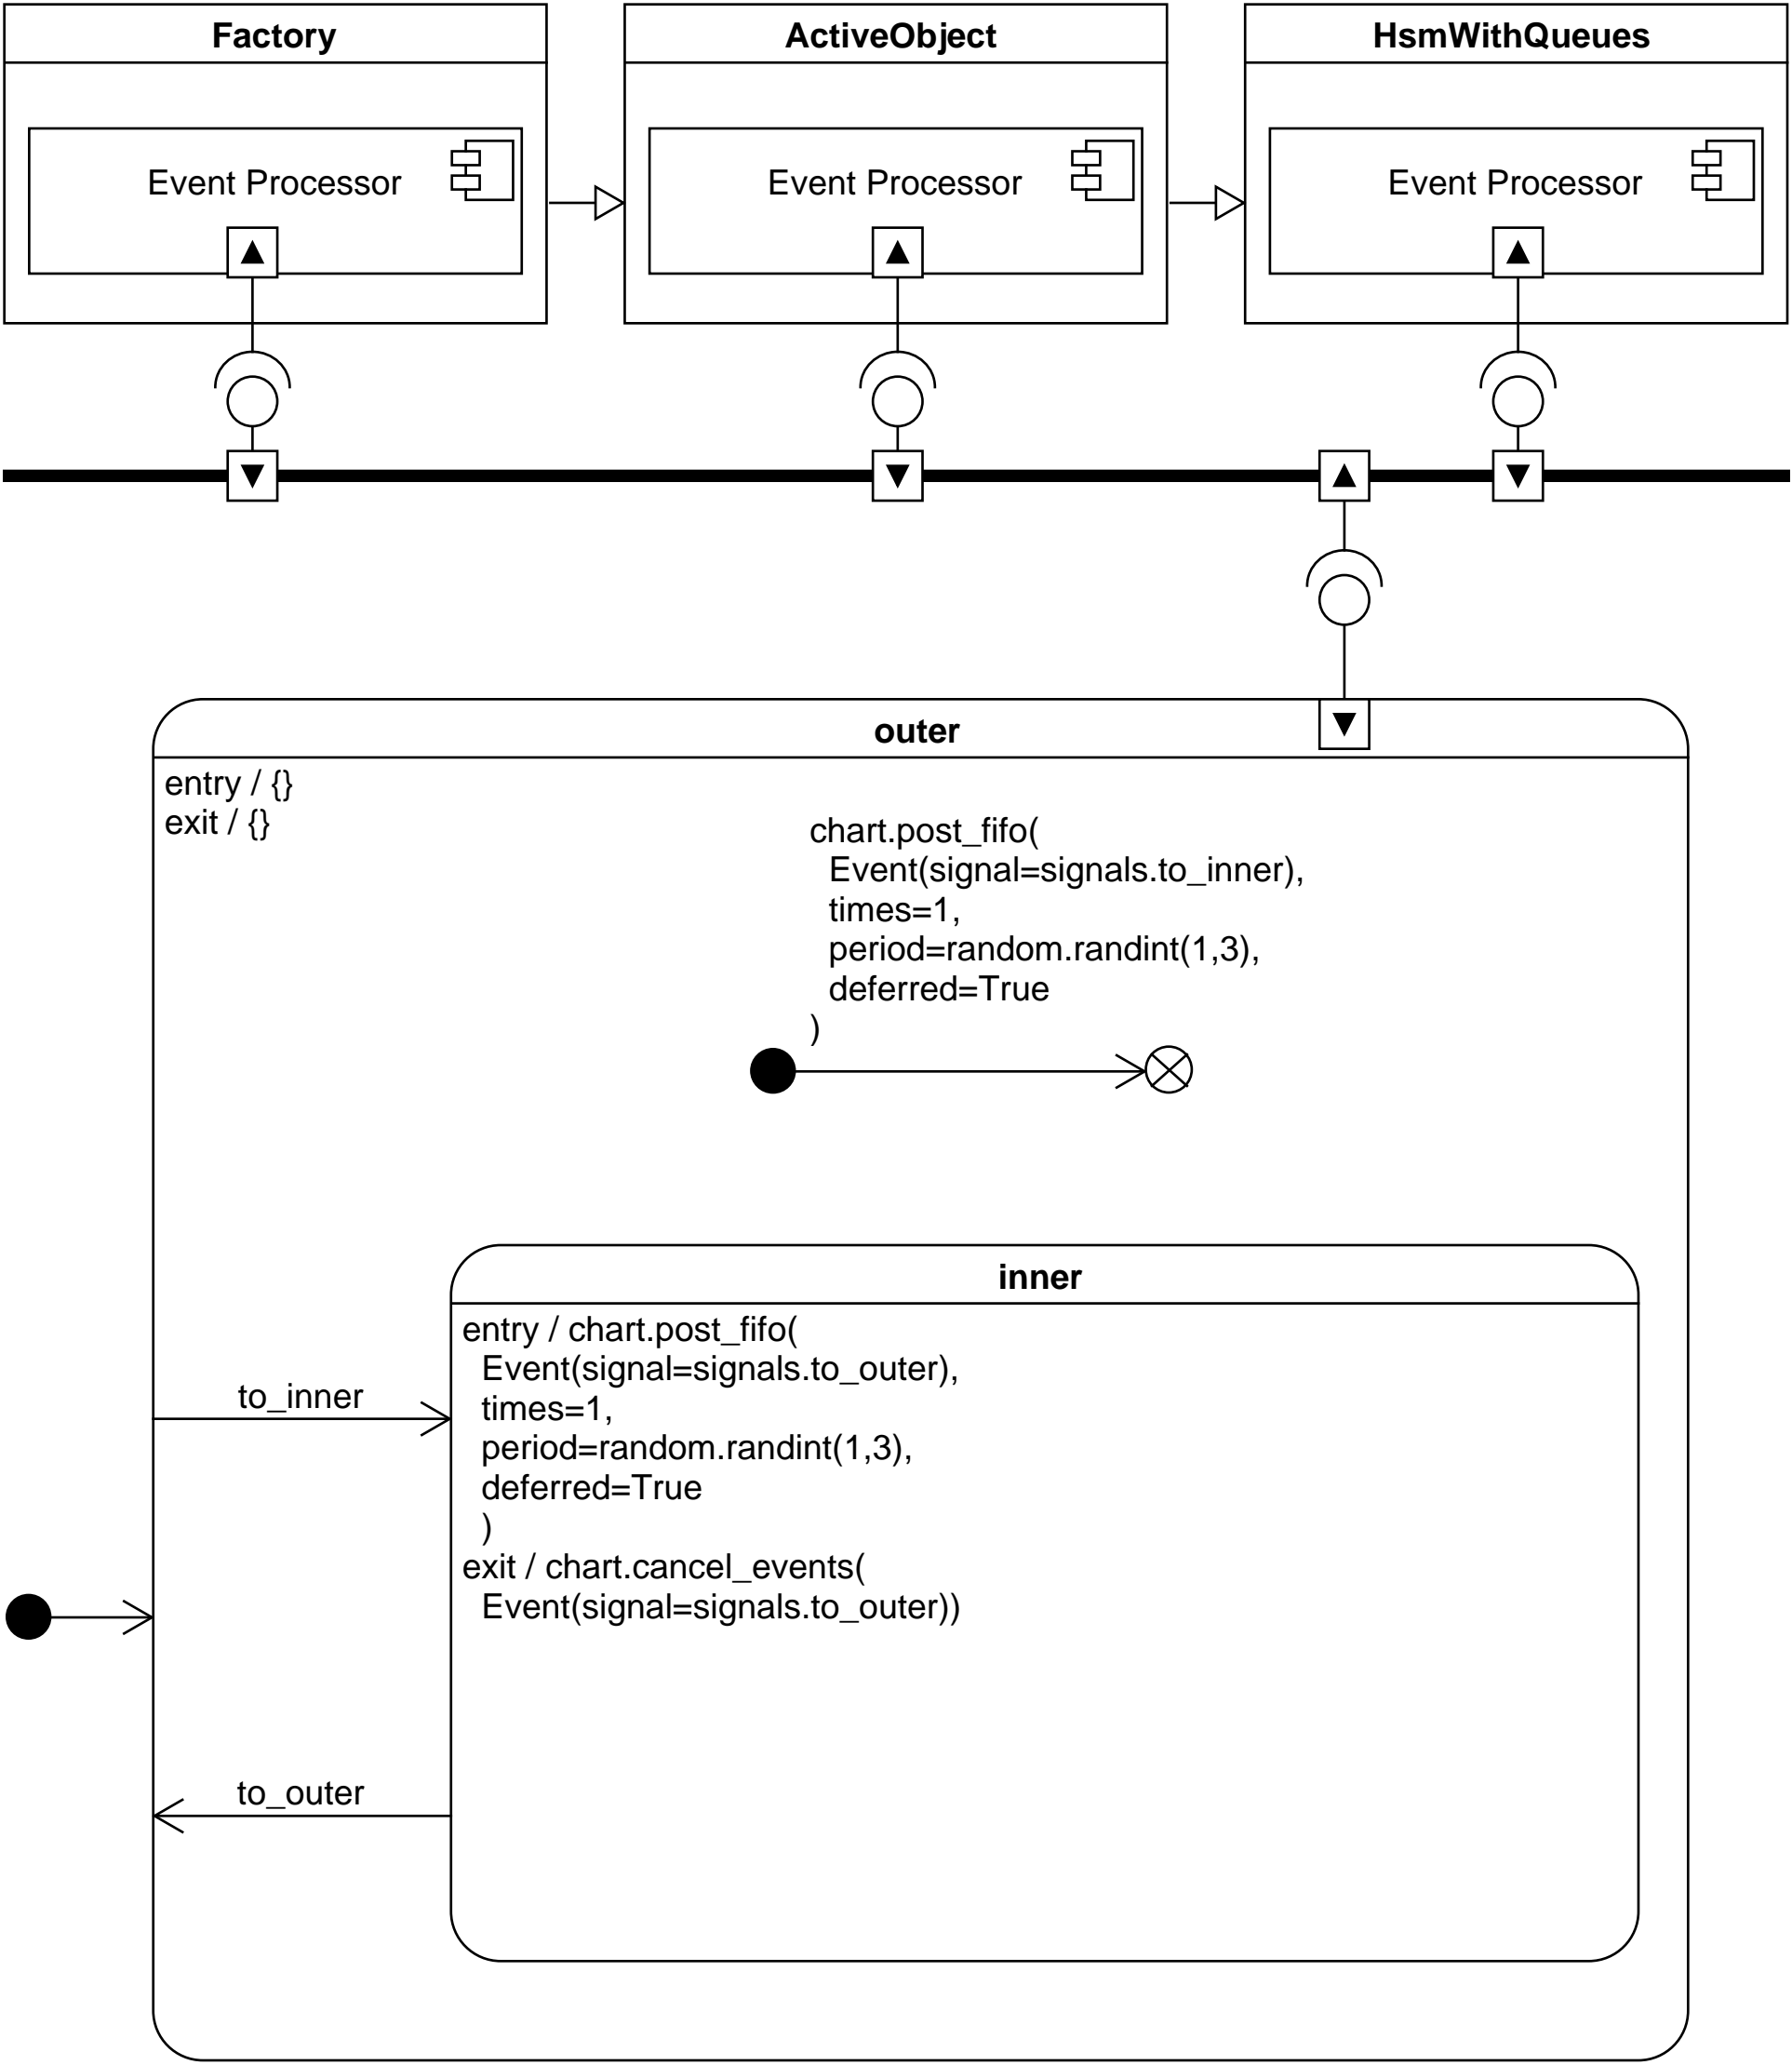 Factory
ActiveObject
HsmWithQueues
Event Processor
Event Processor
Event Processor
outer
entry / {}
exit / {}
chart.post_fifo(
Event(signal=signals.to_inner),
times=1,
period=random.randint(1,3),
deferred=True
)
inner
entry / chart.post_fifo(
Event(signal=signals.to_outer),
times=1,
period=random.randint(1,3),
deferred=True
)
exit / chart.cancel_events(
Event(signal=signals.to_outer))
to_inner
to_outer